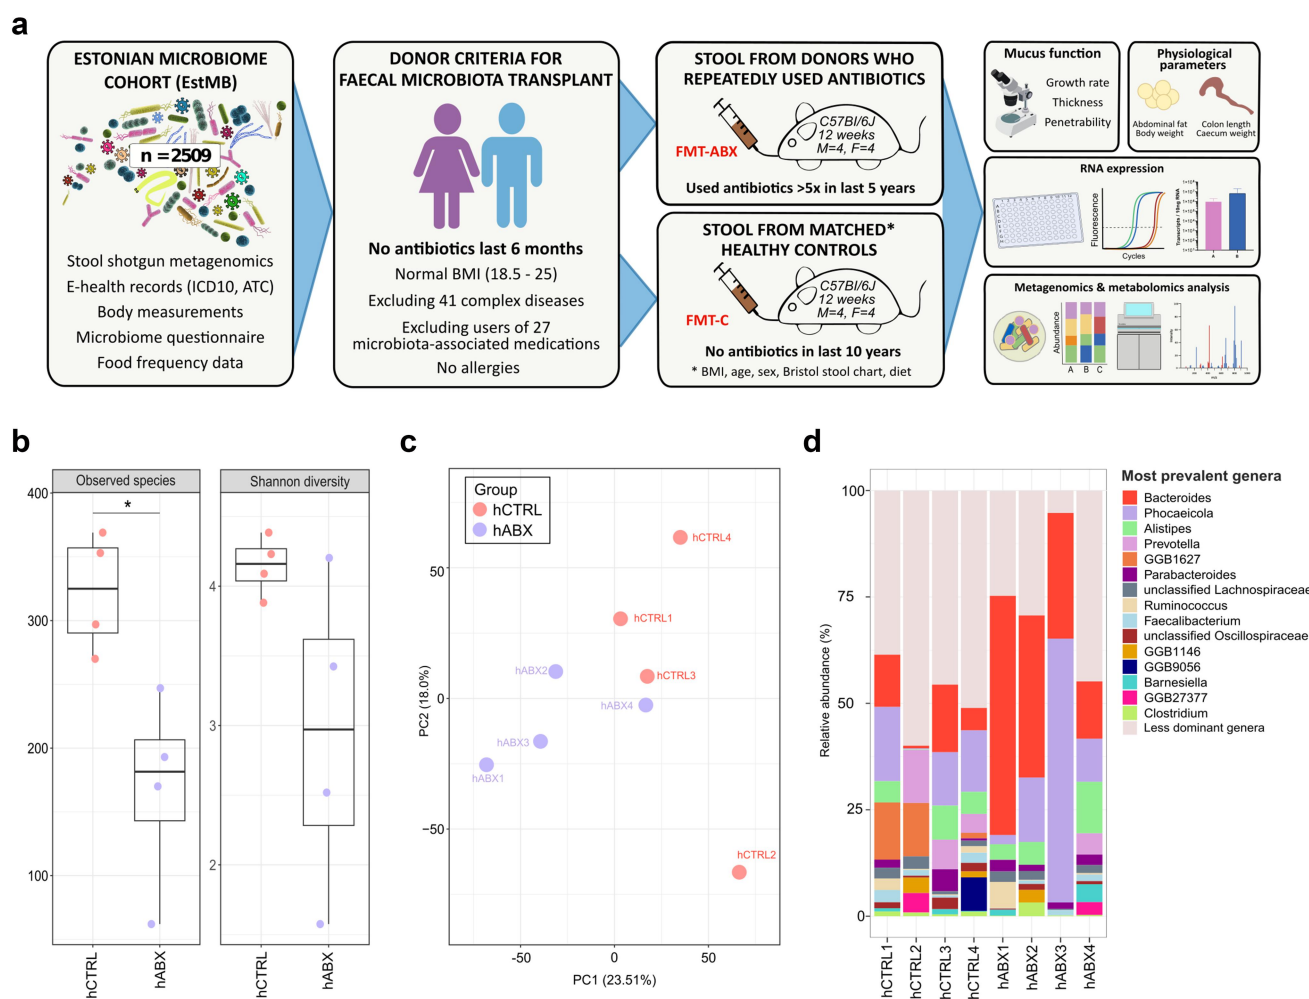 a
ESTONIAN MICROBIOME
COHORT (EstMB)
n = 2509
Stool shotgun metagenomics
E-health records (ICD10, ATC)
Body measurements
Microbiome questionnaire
Food frequency data
DONOR CRITERIA FOR
FAECAL MICROBIOTA TRANSPLANT
No antibiotics last 6 months
Normal BMI (18.5 - 25)
Excluding 41 complex diseases
Excluding users of 27
microbiota-associated medications
No allergies
STOOL FROM DONORS WHO
REPEATEDLY USED ANTIBIOTICS
C57Bl/6J
12 weeks
M=4, F=4
FMT-ABX
Used antibiotics >5x in last 5 years
STOOL FROM MATCHED*
HEALTHY CONTROLS
C57Bl/6J
12 weeks
M=4, F=4
FMT-C
No antibiotics in last 10 years
* BMI, age, sex, Bristol stool chart, diet
Mucus function
Growth rate
Thickness
Penetrability
Physiological
parameters
Abdominal fat
Body weight
Colon length
Caecum weight
RNA expression
Fluorescence
Cycles
Transcripts / 10ng RNA
A B
Metagenomics & metabolomics analysis
Abundance
A B C
b
Observed species
Shannon diversity
*
400
300
200
100
4
3
2
hCTRL
hABX
hCTRL
hABX
c
Group
hCTRL
hABX
hCTRL4
hCTRL1
hABX2
hCTRL3
hABX4
hABX3
hABX1
hCTRL2
PC2 (18.0%)
50
0
-50
-50
0
50
PC1 (23.51%)
d
Relative abundance (%)
100
75
50
25
0
hCTRL1
hCTRL2
hCTRL3
hCTRL4
hABX1
hABX2
hABX3
hABX4
Most prevalent genera
Bacteroides
Phocaeicola
Alistipes
Prevotella
GGB1627
Parabacteroides
unclassified Lachnospiraceae
Ruminococcus
Faecalibacterium
unclassified Oscillospiraceae
GGB1146
GGB9056
Barnesiella
GGB27377
Clostridium
Less dominant genera